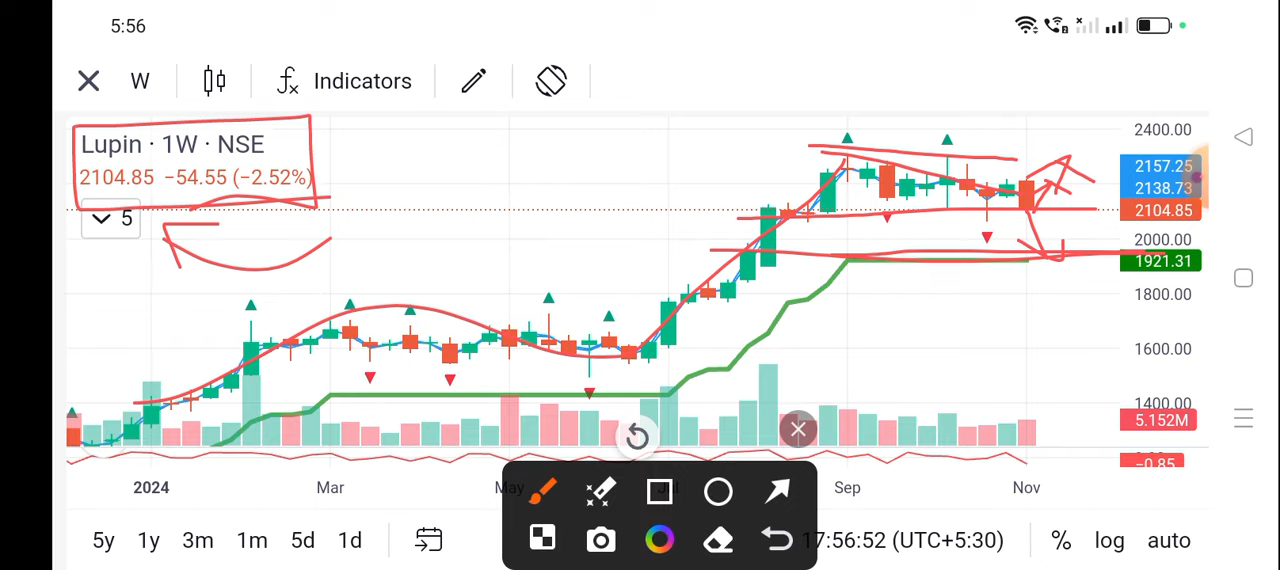 5:56
W
Indicators
Lupin · 1W · NSE
2104.85 −54.55 (−2.52%)
5
2400.00
2157.25
2138.73
2104.85
2000.00
1921.31
1800.00
1600.00
1400.00
5.152M
−0.85
2024
Mar
Sep
Nov
5y 1y 3m 1m 5d 1d
17:56:52 (UTC+5:30)
% log auto